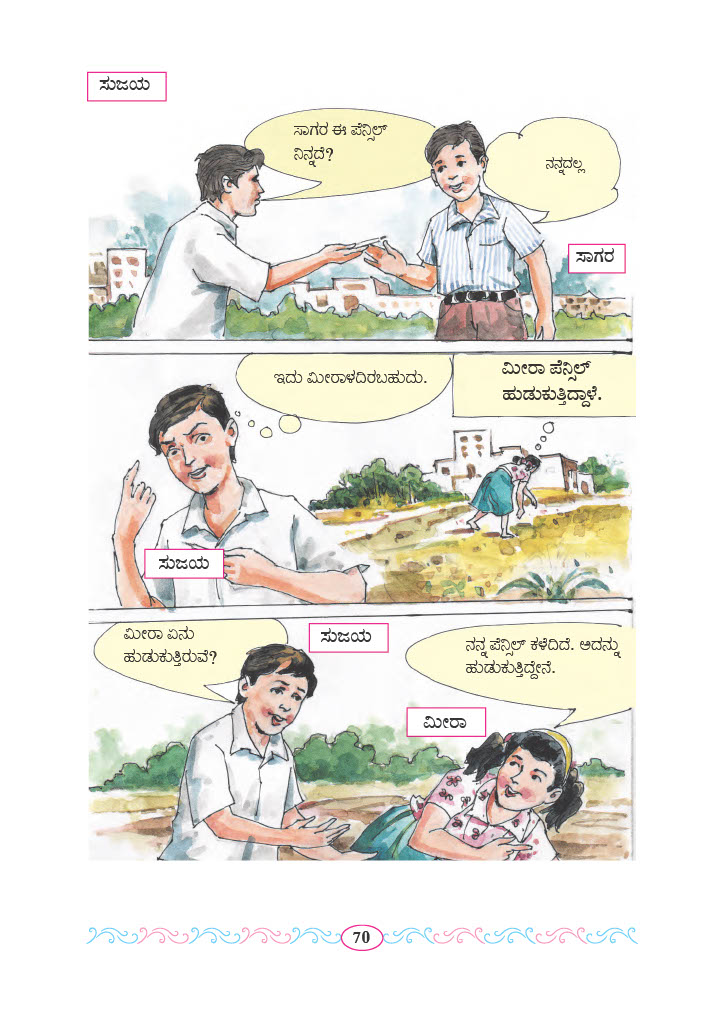 ಸುಜಯ
ಸಾಗರ ಈ ಪೆನ್ಸಿಲ್
ನಿನ್ನದೆ?
ನನ್ನದಲ್ಲ
ಸಾಗರ
ಇದು ಮೀರಾಳದಿರಬಹುದು.
ಮೀರಾ ಪೆನ್ಸಿಲ್
ಹುಡುಕುತ್ತಿದ್ದಾಳೆ.
ಸುಜಯ
ಮೀರಾ ಏನು
ಹುಡುಕುತ್ತಿರುವೆ?
ಸುಜಯ
ನನ್ನ ಪೆನ್ಸಿಲ್ ಕಳೆದಿದೆ. ಅದನ್ನು
ಹುಡುಕುತ್ತಿದ್ದೇನೆ.
ಮೀರಾ
70